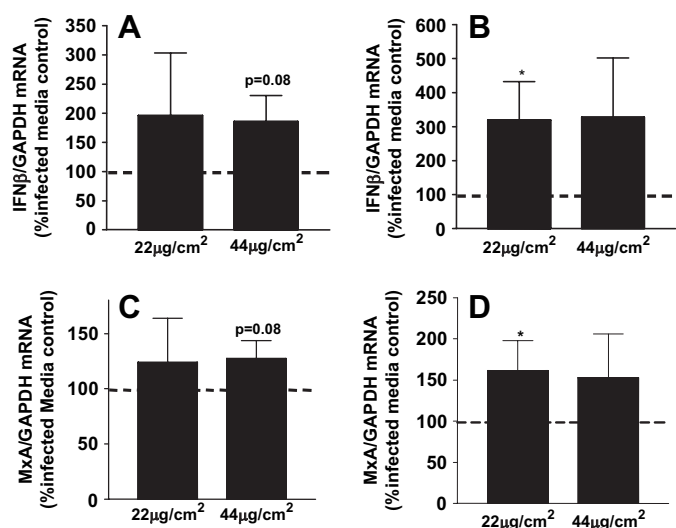 A
IFNβ/GAPDH mRNA
(%infected media control)
350
300
250
200
150
100
50
0
p=0.08
22μg/cm²
44μg/cm²
B
IFNβ/GAPDH mRNA
(%infected media control)
600
500
400
300
200
100
0
*
22μg/cm²
44μg/cm²
C
MxA/GAPDH mRNA
(%infected Media control)
150
100
50
0
p=0.08
22μg/cm²
44μg/cm²
D
MxA/GAPDH mRNA
(%infected media control)
250
200
150
100
50
0
*
22μg/cm²
44μg/cm²